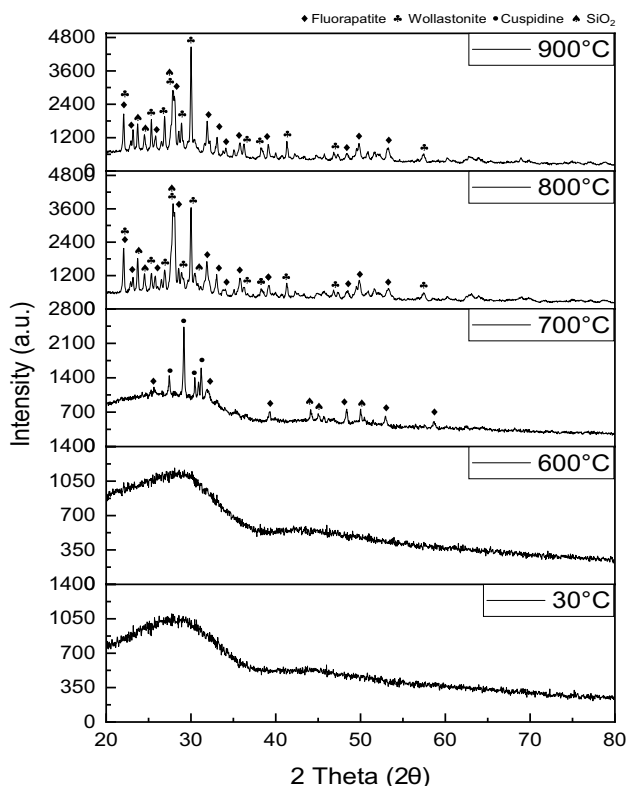 ♦ Fluorapatite ♣ Wollastonite • Cuspidine ♠ SiO₂
4800
3600
2400
1200
0
900°C
4800
3600
2400
1200
0
800°C
2800
2100
1400
700
0
700°C
1400
1050
700
350
0
600°C
1400
1050
700
350
0
30°C
Intensity (a.u.)
20 30 40 50 60 70 80
2 Theta (2θ)